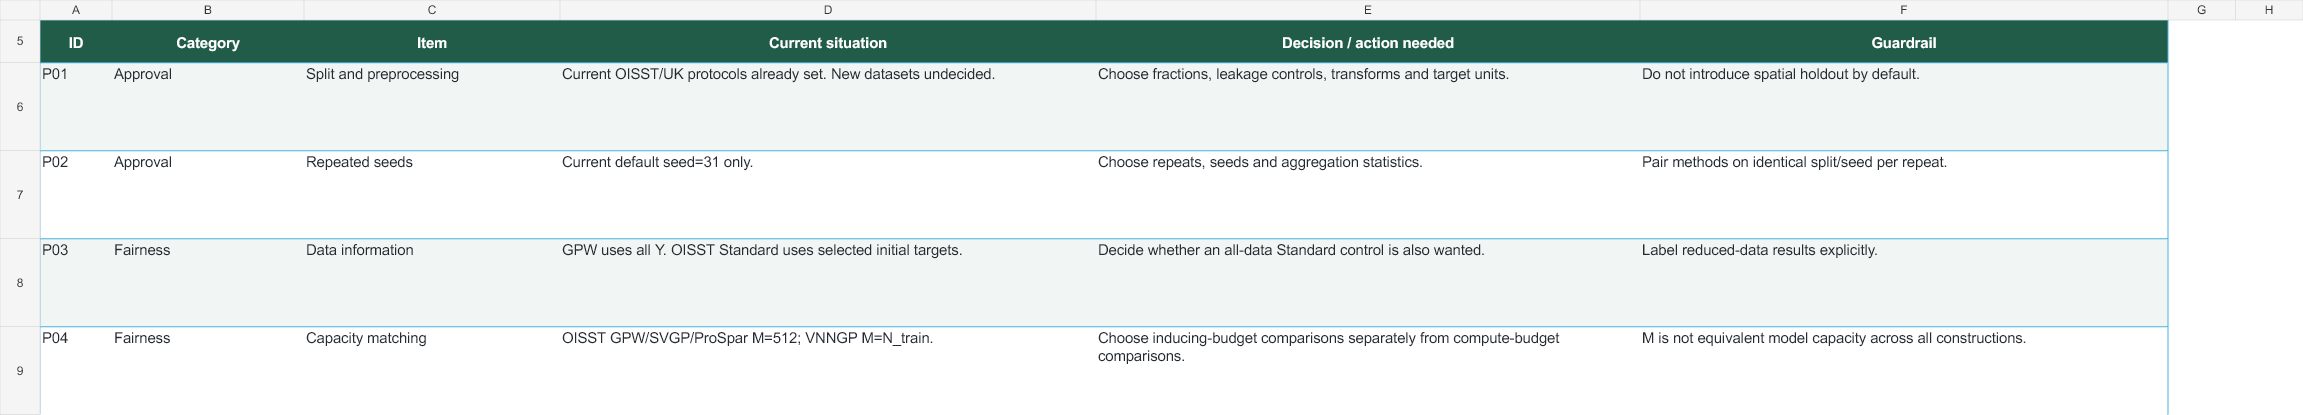 A B C D E F G H
5 ID Category Item Current situation Decision / action needed Guardrail
6 P01 Approval Split and preprocessing Current OISST/UK protocols already set. New datasets undecided. Choose fractions, leakage controls, transforms and target units. Do not introduce spatial holdout by default.
7 P02 Approval Repeated seeds Current default seed=31 only. Choose repeats, seeds and aggregation statistics. Pair methods on identical split/seed per repeat.
8 P03 Fairness Data information GPW uses all Y. OISST Standard uses selected initial targets. Decide whether an all-data Standard control is also wanted. Label reduced-data results explicitly.
9 P04 Fairness Capacity matching OISST GPW/SVGP/ProSpar M=512; VNNGP M=N_train. Choose inducing-budget comparisons separately from compute-budget M is not equivalent model capacity across all constructions.
comparisons.